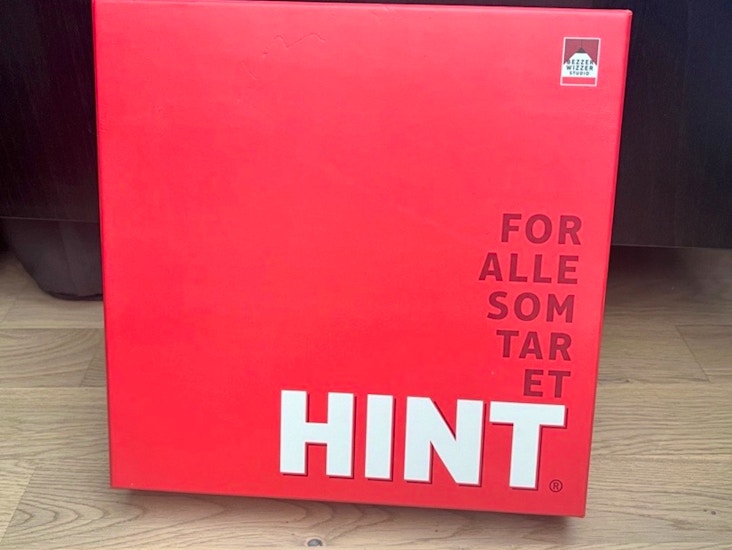 BEZZER
WIZZER
STUDIO
FOR
ALLE
SOM
TAR
ET
HINT
®